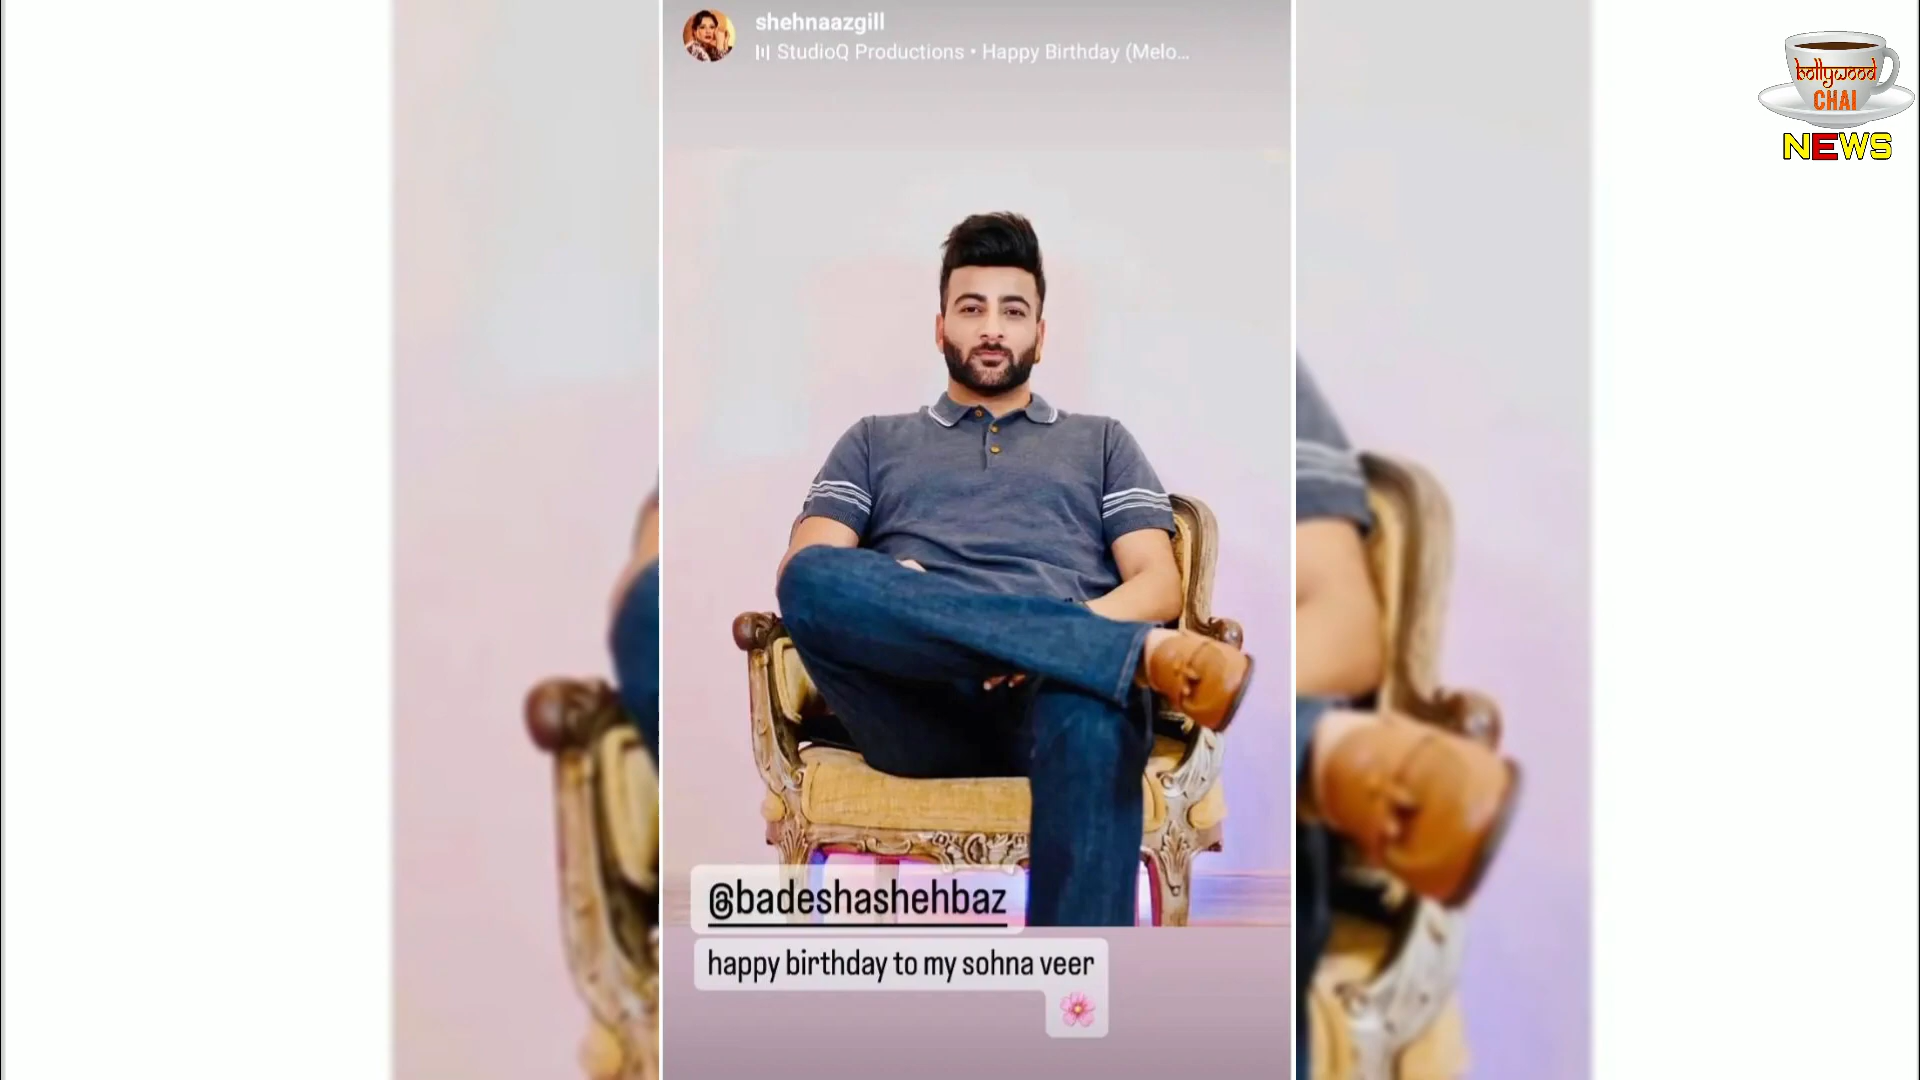 shehnaazgill
StudioQ Productions • Happy Birthday (Melo...
bollywood
CHAI
NEWS
@badeshashehbaz
happy birthday to my sohna veer